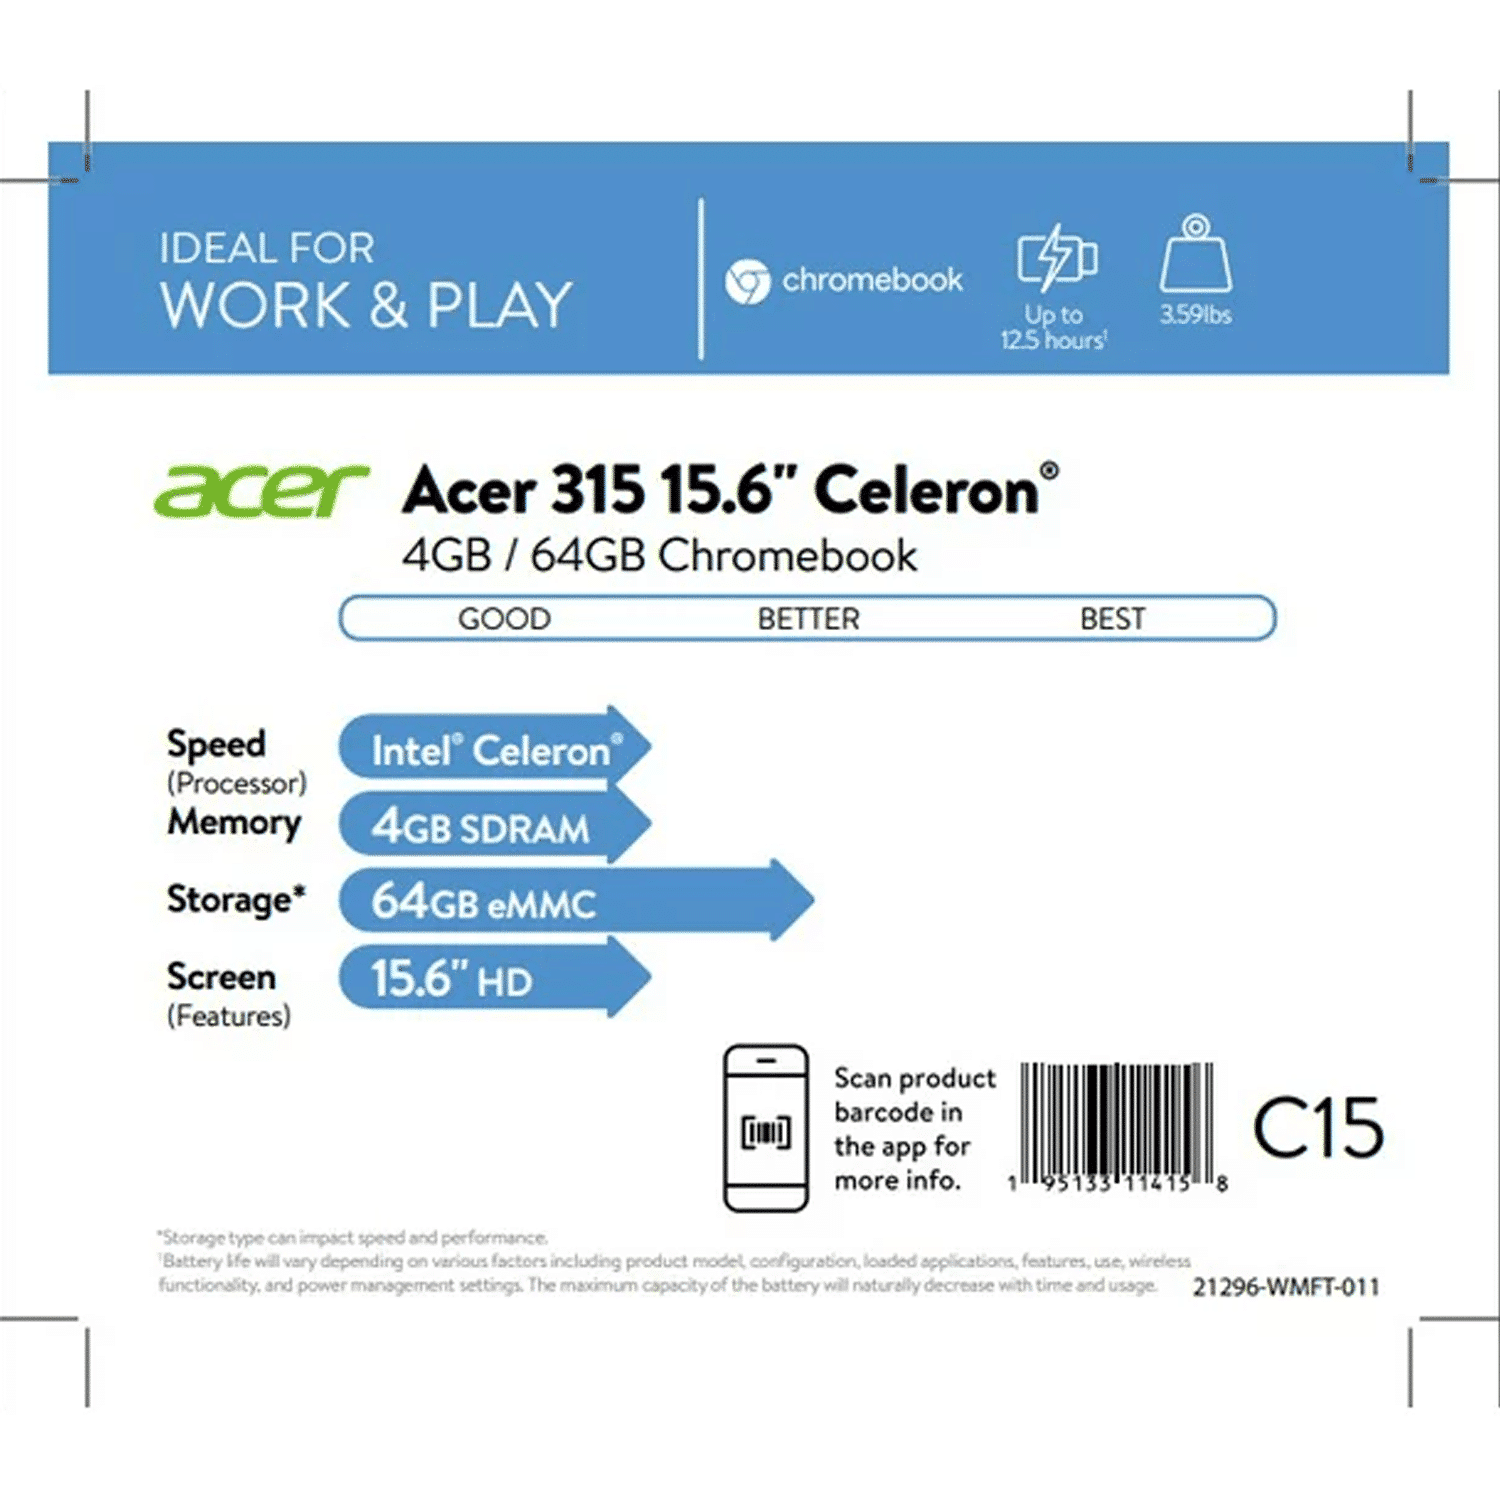 IDEAL FOR
WORK & PLAY
chromebook
Up to
12.5 hours¹
3.59lbs
acer
Acer 315 15.6" Celeron®
4GB / 64GB Chromebook
GOOD BETTER BEST
Speed
(Processor)
Intel® Celeron®
Memory
4GB SDRAM
Storage*
64GB eMMC
Screen
(Features)
15.6" HD
Scan product
barcode in
the app for
more info.
1 95133 11415 8
C15
*Storage type can impact speed and performance.
¹Battery life will vary depending on various factors including product model, configuration, loaded applications, features, use, wireless
functionality, and power management settings. The maximum capacity of the battery will naturally decrease with time and usage.
21296-WMFT-011